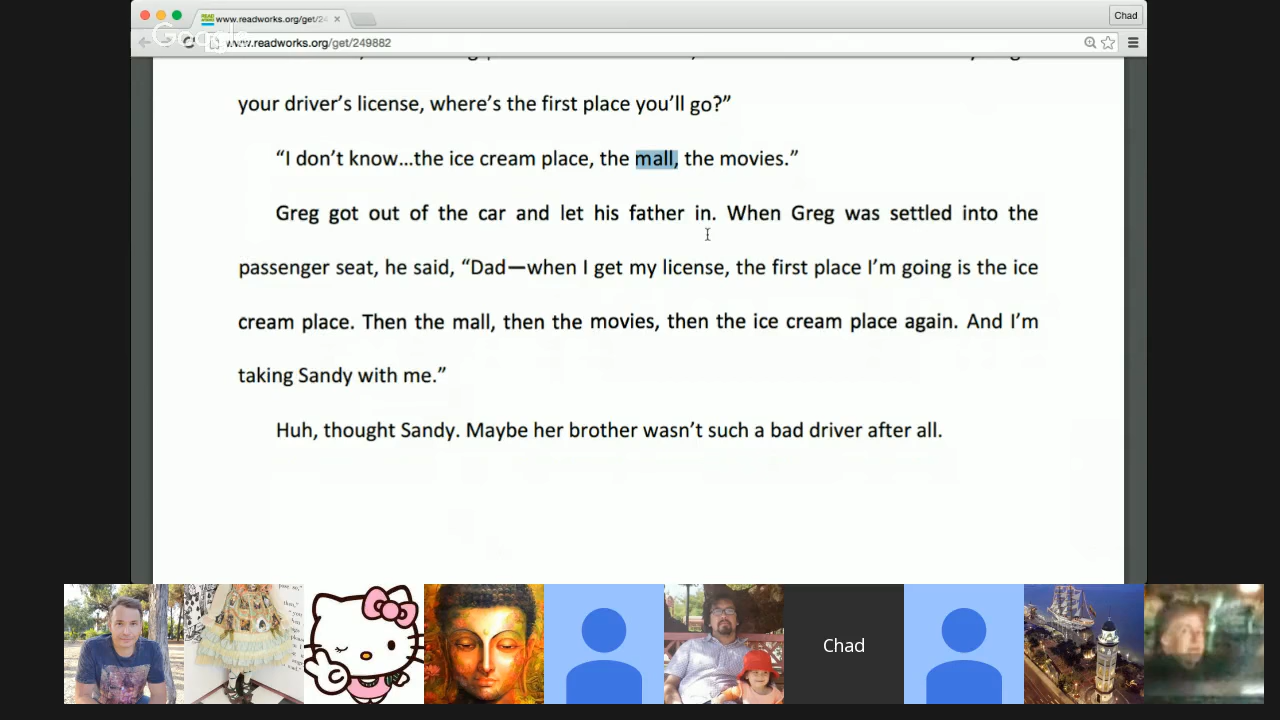 www.readworks.org/get/24
Chad
Google
www.readworks.org/get/249882
your driver’s license, where’s the first place you’ll go?”
“I don’t know…the ice cream place, the mall, the movies.”
Greg got out of the car and let his father in. When Greg was settled into the
passenger seat, he said, “Dad—when I get my license, the first place I’m going is the ice
cream place. Then the mall, then the movies, then the ice cream place again. And I’m
taking Sandy with me.”
Huh, thought Sandy. Maybe her brother wasn’t such a bad driver after all.
Chad